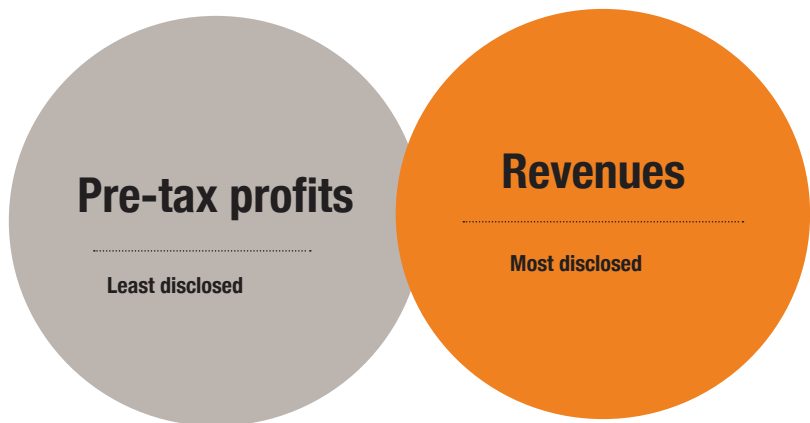 Pre-tax profits
Least disclosed
Revenues
Most disclosed